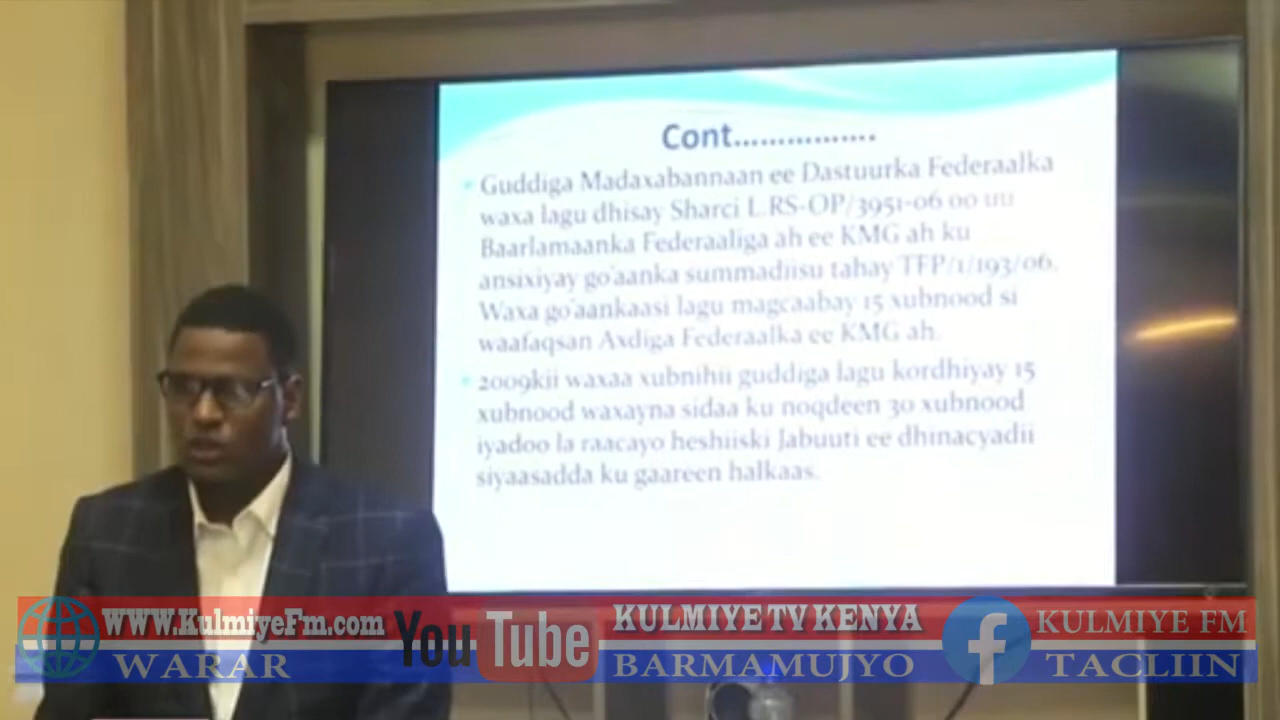 Cont................
Guddiga Madaxabannaan ee Dastuurka Federaalka
waxa lagu dhisay Sharci L.RS-OP/3951-06 00 uu
Baarlamaanka Federaaliga ah ee KMG ah ku
ansixiyay go'aanka summadiisu tahay TFP/1/193/06.
Waxa go'aankaasi lagu magcaabay 15 xubnood si
waafaqsan Axdiga Federaalka ee KMG ah.
2009kii waxaa xubnihii guddiga lagu kordhiyay 15
xubnood waxayna sidaa ku noqdeen 30 xubnood
iyadoo la raacayo heshiiski Jabuuti ee dhinacyadii
siyaasadda ku gaareen halkaas.
WWW.KulmiyeFm.com
WARAR
YouTube
KULMIYE TV KENYA
BARMAMUJYO
f
KULMIYE FM
TACLIIN